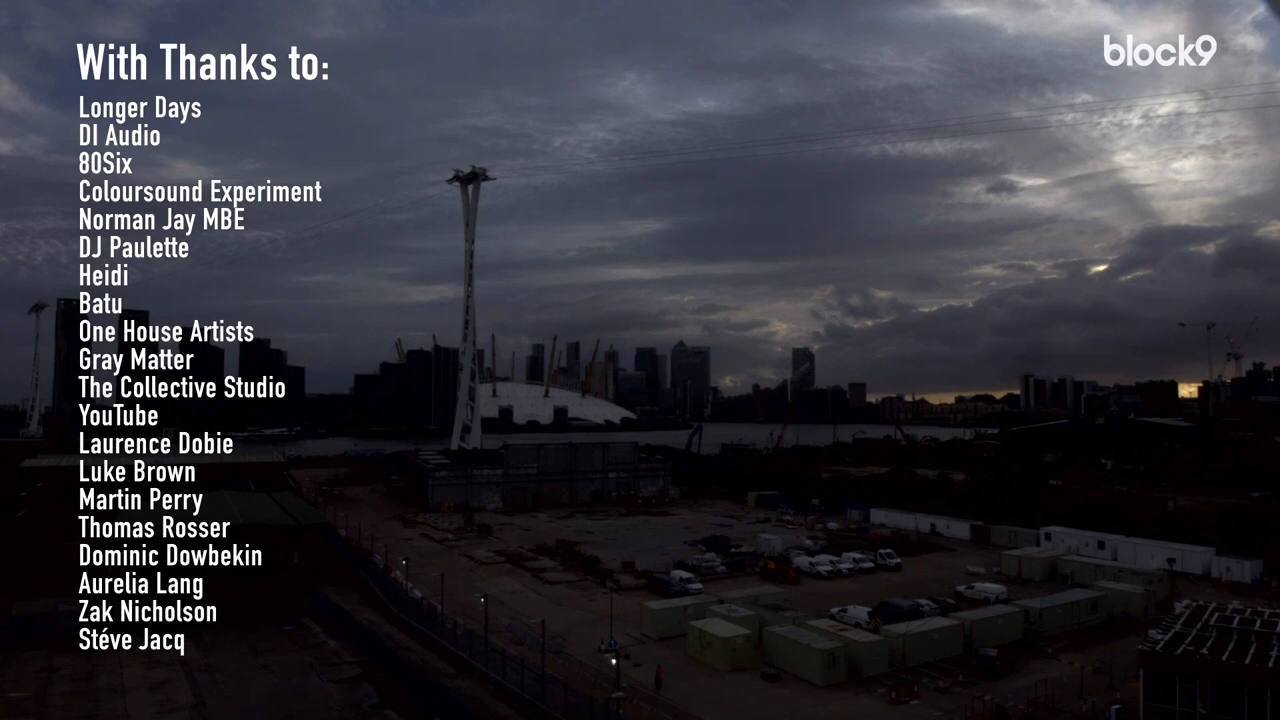 With Thanks to:
Longer Days
DI Audio
80Six
Coloursound Experiment
Norman Jay MBE
DJ Paulette
Heidi
Batu
One House Artists
Gray Matter
The Collective Studio
YouTube
Laurence Dobie
Luke Brown
Martin Perry
Thomas Rosser
Dominic Dowbekin
Aurelia Lang
Zak Nicholson
Stéve Jacq
block9